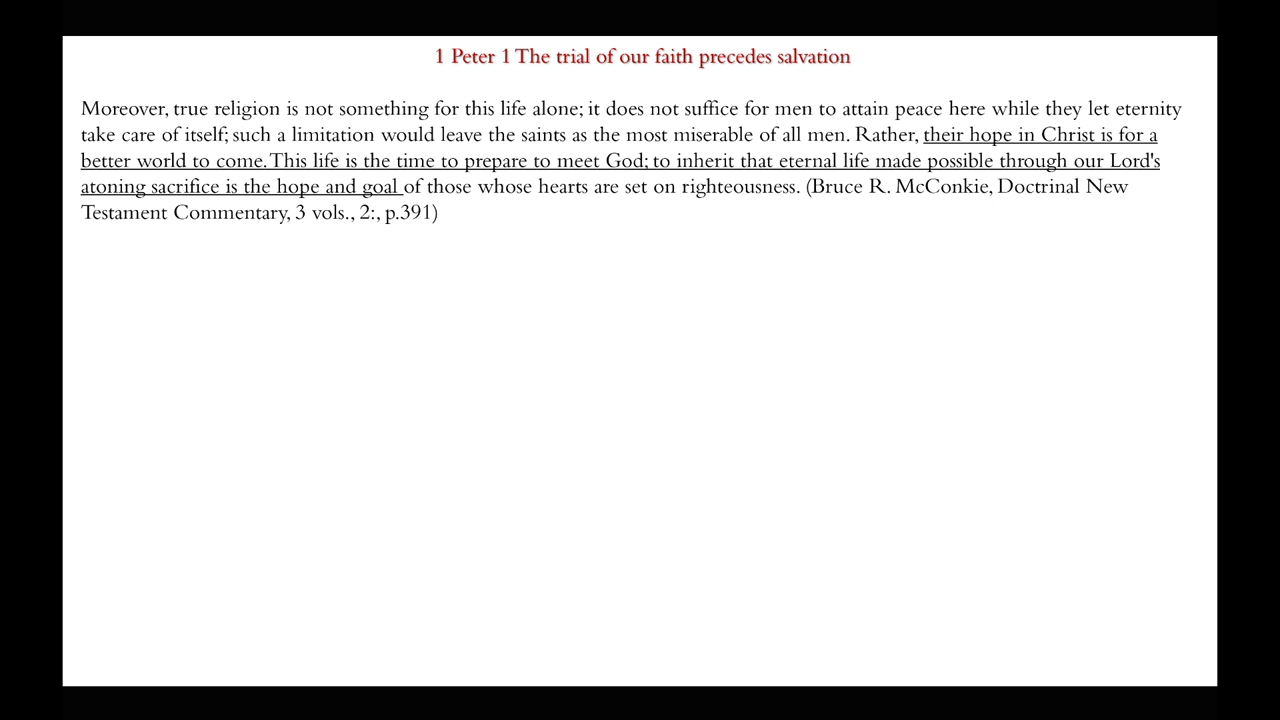 1 Peter 1 The trial of our faith precedes salvation
Moreover, true religion is not something for this life alone; it does not suffice for men to attain peace here while they let eternity
take care of itself; such a limitation would leave the saints as the most miserable of all men. Rather, their hope in Christ is for a
better world to come. This life is the time to prepare to meet God; to inherit that eternal life made possible through our Lord's
atoning sacrifice is the hope and goal of those whose hearts are set on righteousness. (Bruce R. McConkie, Doctrinal New
Testament Commentary, 3 vols., 2:, p.391)